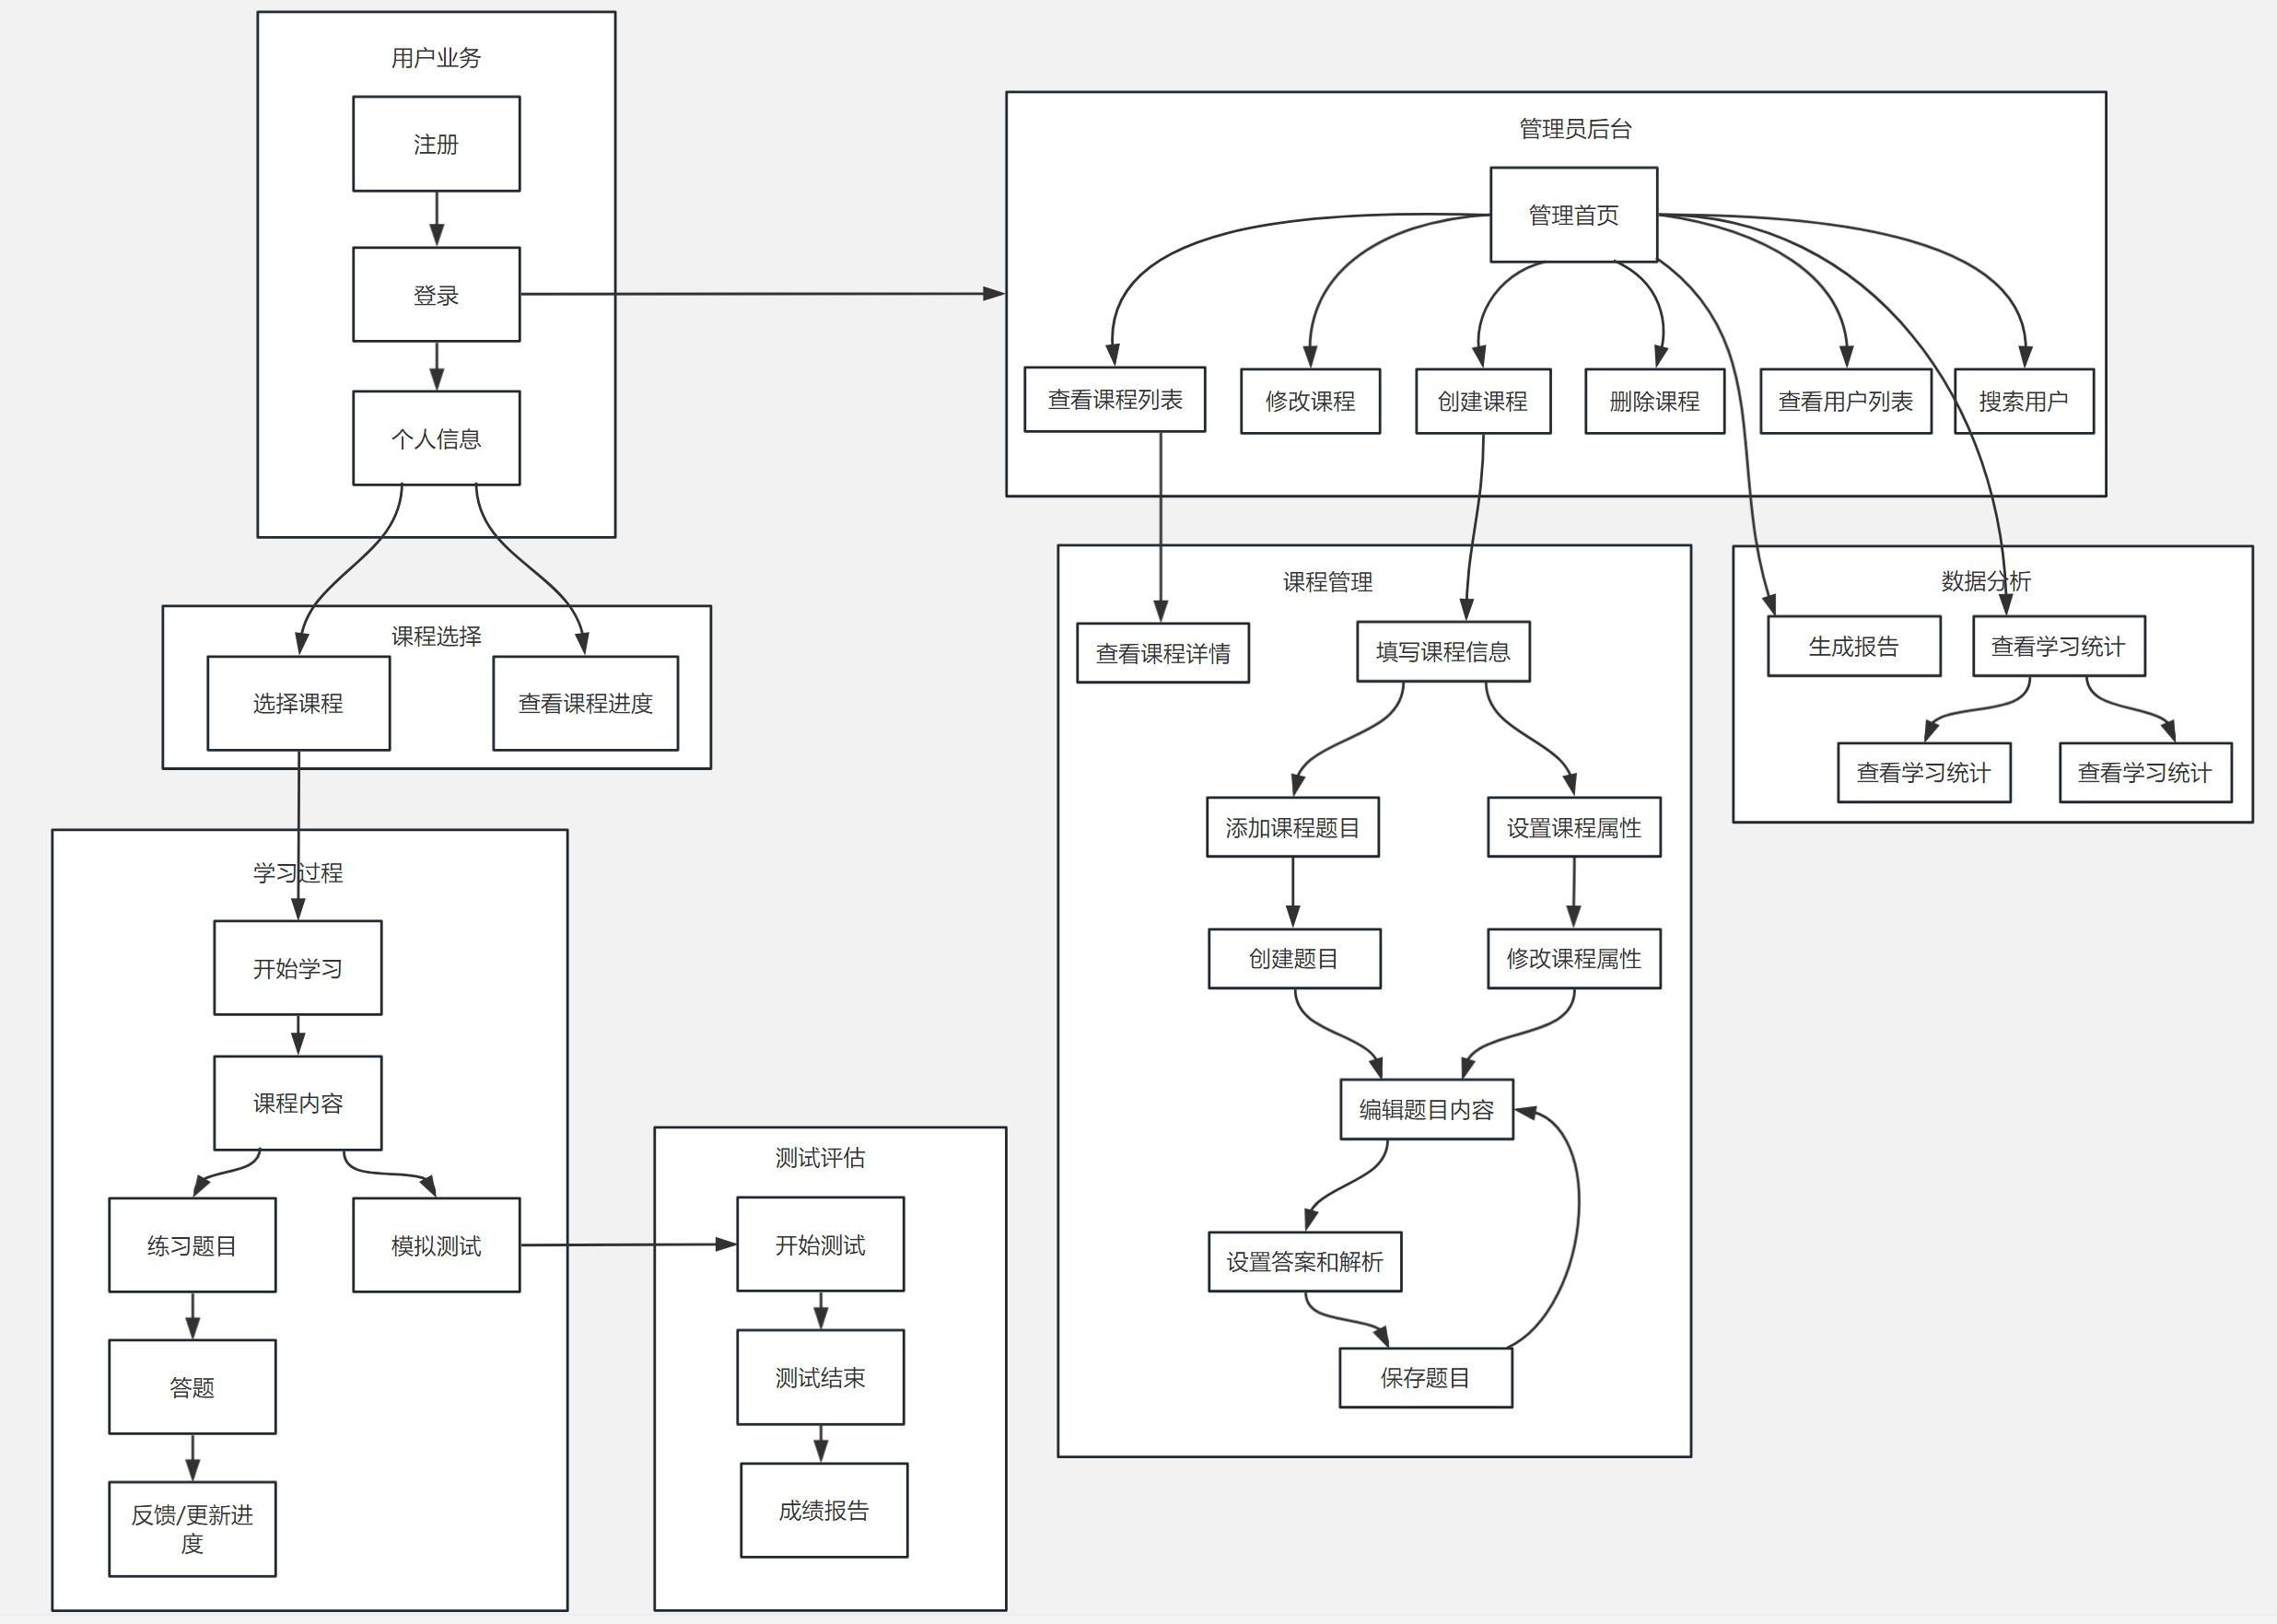 用户业务
注册
登录
个人信息
课程选择
选择课程
查看课程进度
学习过程
开始学习
课程内容
练习题目
模拟测试
答题
反馈/更新进
度
测试评估
开始测试
测试结束
成绩报告
管理员后台
管理首页
查看课程列表
修改课程
创建课程
删除课程
查看用户列表
搜索用户
课程管理
查看课程详情
填写课程信息
添加课程题目
设置课程属性
创建题目
修改课程属性
编辑题目内容
设置答案和解析
保存题目
数据分析
生成报告
查看学习统计
查看学习统计
查看学习统计